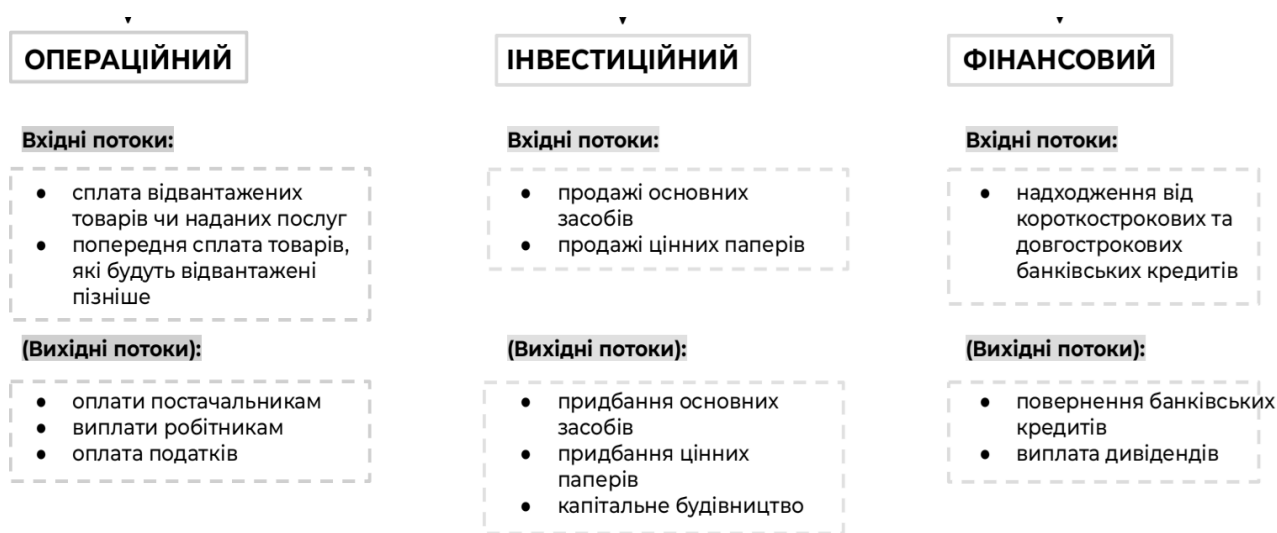 ОПЕРАЦІЙНИЙ
Вхідні потоки:
● сплата відвантажених
товарів чи наданих послуг
● попередня сплата товарів,
які будуть відвантажені
пізніше
(Вихідні потоки):
● оплати постачальникам
● виплати робітникам
● оплата податків
ІНВЕСТИЦІЙНИЙ
Вхідні потоки:
● продажі основних
засобів
● продажі цінних паперів
(Вихідні потоки):
● придбання основних
засобів
● придбання цінних
паперів
● капітальне будівництво
ФІНАНСОВИЙ
Вхідні потоки:
● надходження від
короткострокових та
довгострокових
банківських кредитів
(Вихідні потоки):
● повернення банківських
кредитів
● виплата дивідендів